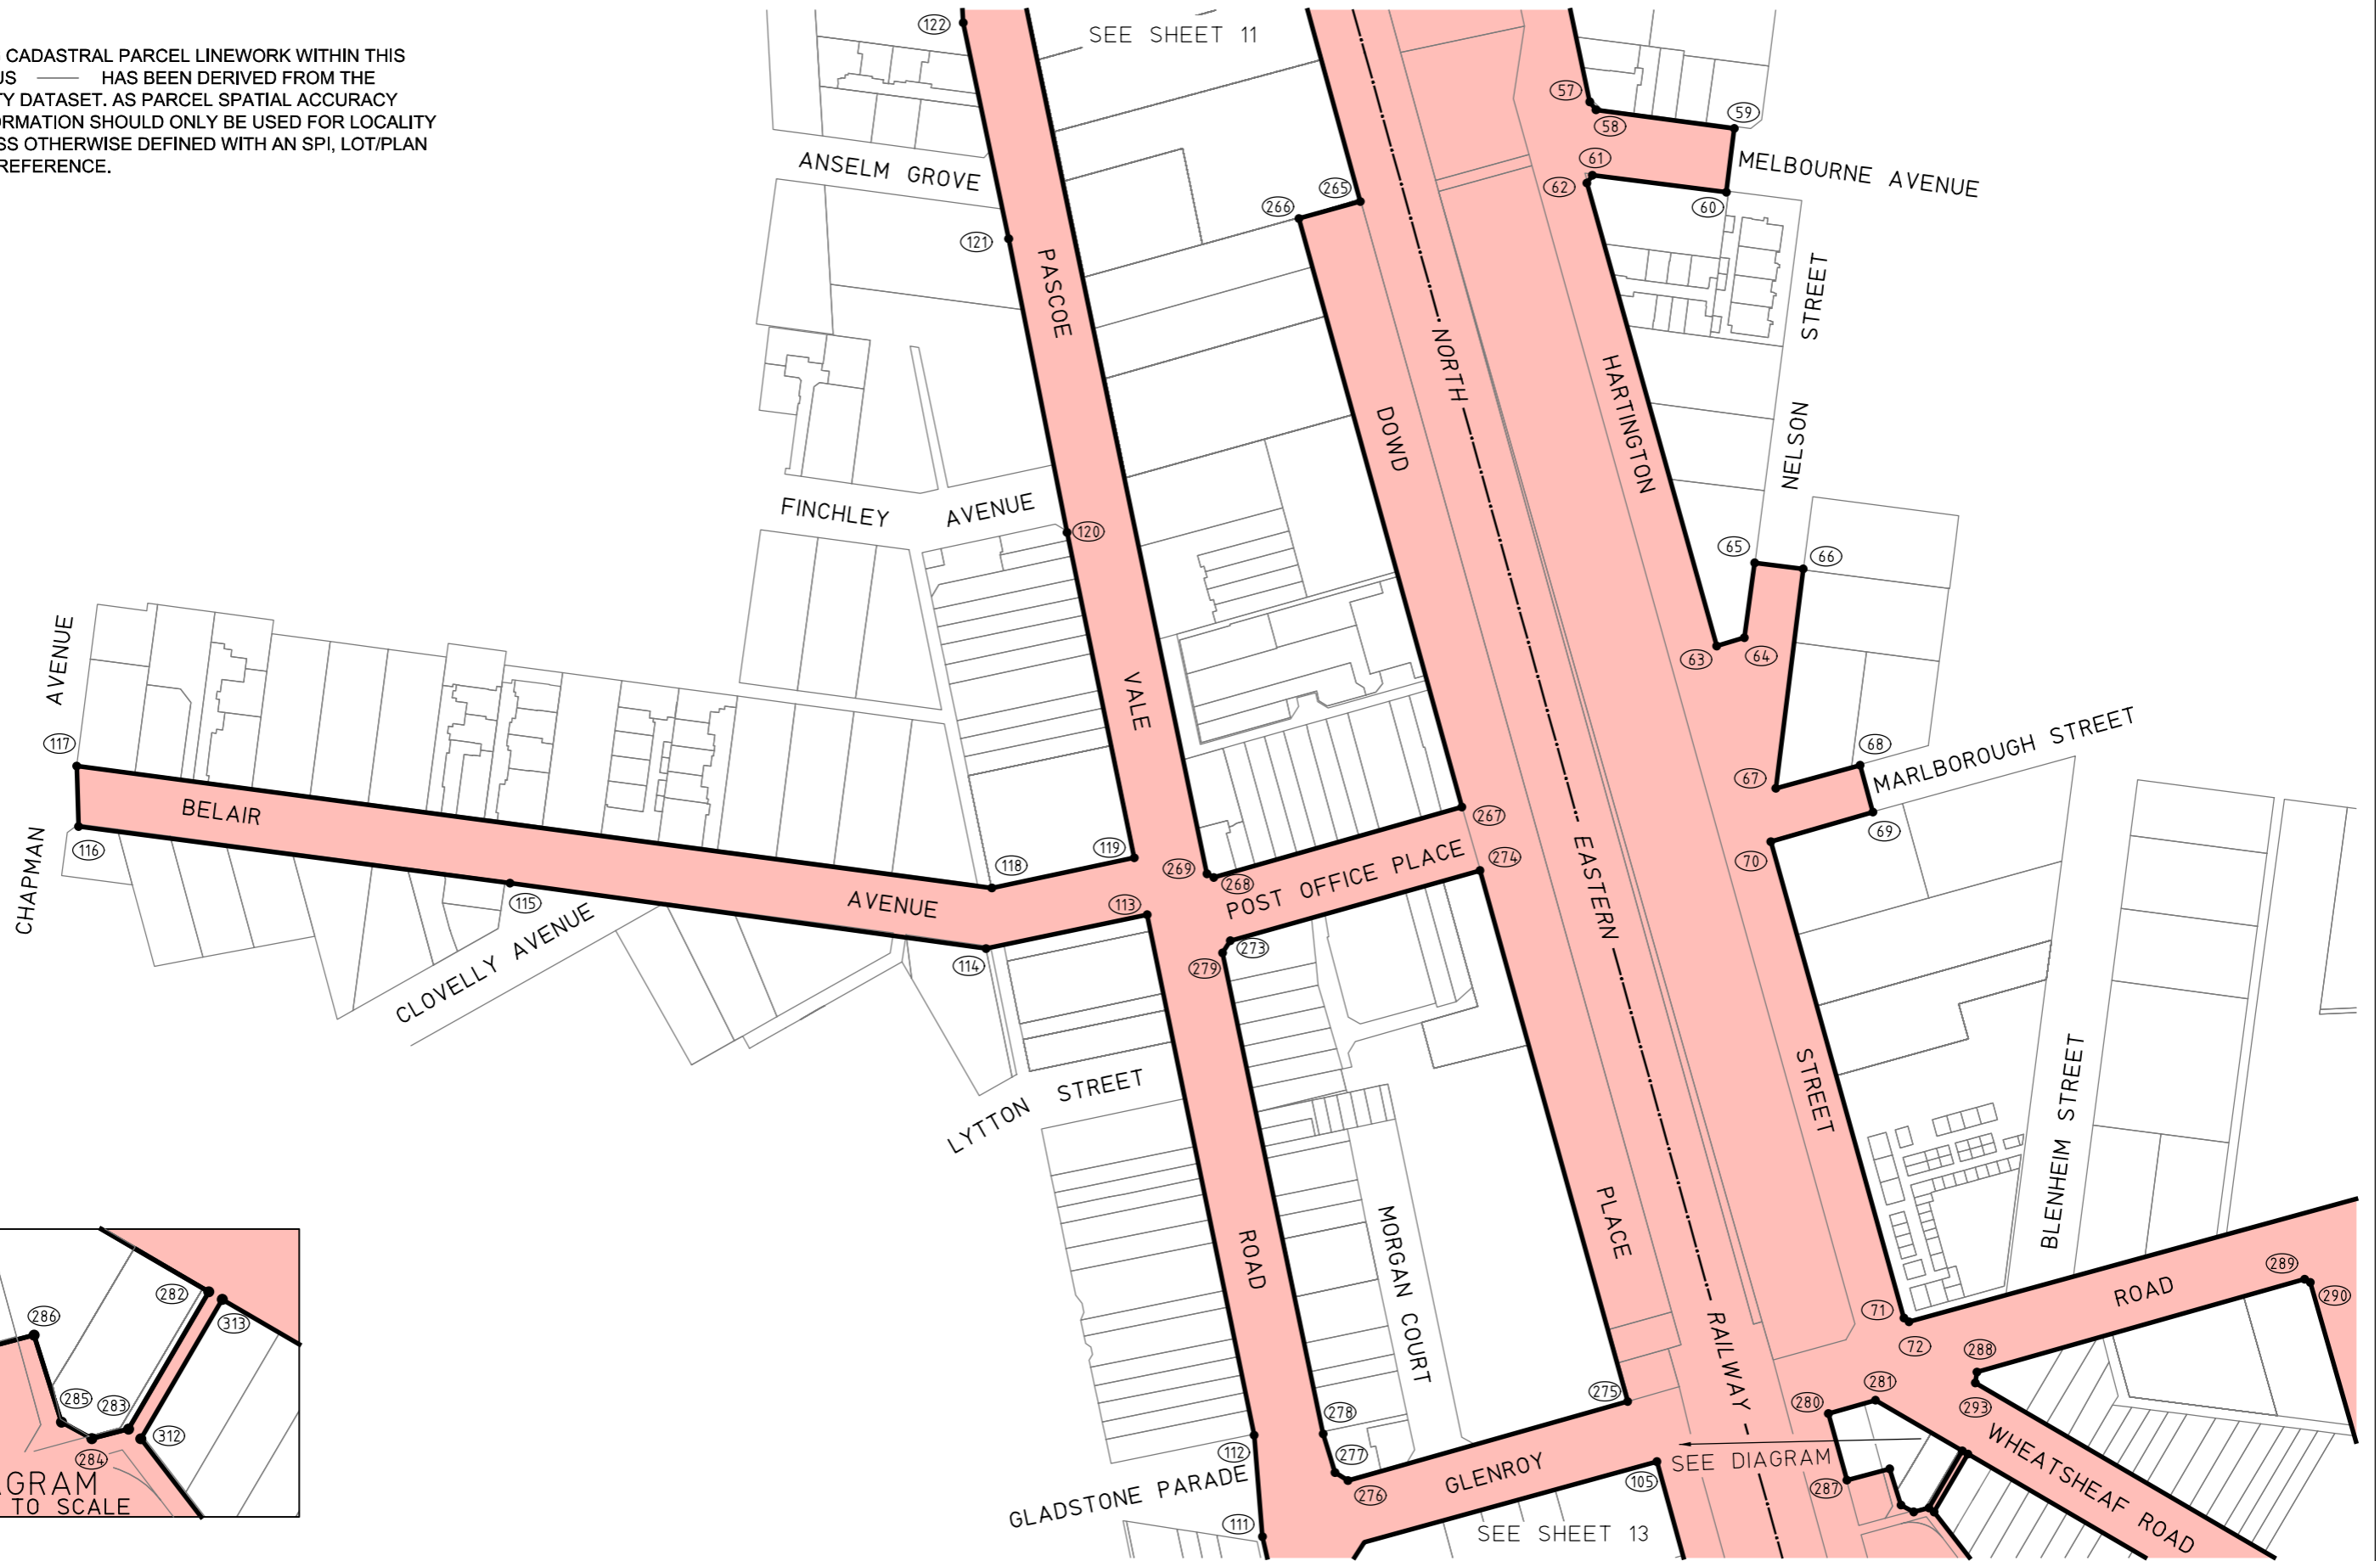 CADASTRAL PARCEL LINEWORK WITHIN THIS
US —— HAS BEEN DERIVED FROM THE
TY DATASET. AS PARCEL SPATIAL ACCURACY
ORMATION SHOULD ONLY BE USED FOR LOCALITY
SS OTHERWISE DEFINED WITH AN SPI, LOT/PLAN
REFERENCE.
122
SEE SHEET 11
57
58
59
61
62
60
MELBOURNE AVENUE
ANSELM GROVE
265
266
121
PASCOE
NORTH
HARTINGTON
NELSON STREET
DOWD
FINCHLEY AVENUE
120
65
66
63
64
CHAPMAN AVENUE
117
116
BELAIR AVENUE
115
CLOVELLY AVENUE
VALE
119
118
113
114
269
268
267
274
POST OFFICE PLACE
273
279
EASTERN
67
68
MARLBOROUGH STREET
69
70
LYTTON STREET
STREET
BLENHEIM STREET
PLACE
ROAD
MORGAN COURT
RAILWAY
71
72
ROAD
289
290
288
293
281
280
287
SEE DIAGRAM
WHEATSHEAF ROAD
275
278
277
276
GLENROY
105
112
GLADSTONE PARADE
111
SEE SHEET 13
282
313
286
285
283
284
312
AGRAM
TO SCALE